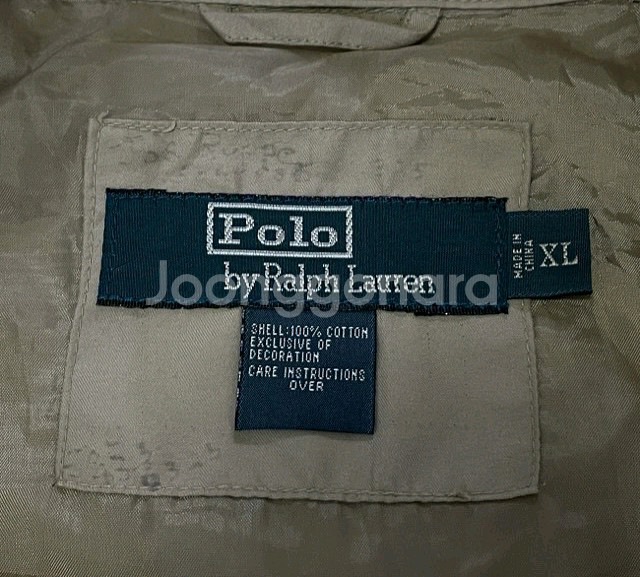 Polo
by Ralph Lauren
MADE IN
CHINA
XL
SHELL: 100% COTTON
EXCLUSIVE OF
DECORATION
CARE INSTRUCTIONS
OVER
Joonggonara